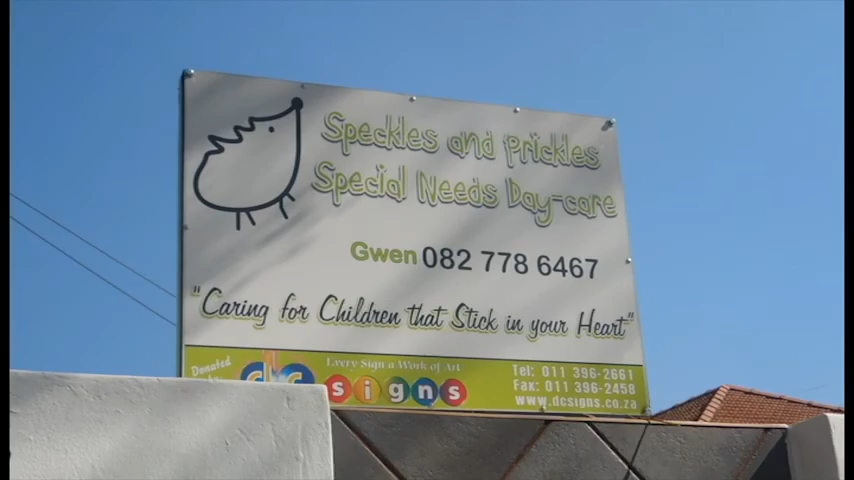 Speckles and Prickles
Special Needs Day-care
Gwen 082 778 6467
"Caring for Children that Stick in your Heart"
Donated
Every Sign a Work of Art
dc signs
Tel: 011 396-2661
Fax: 011 396-2458
www.dcsigns.co.za